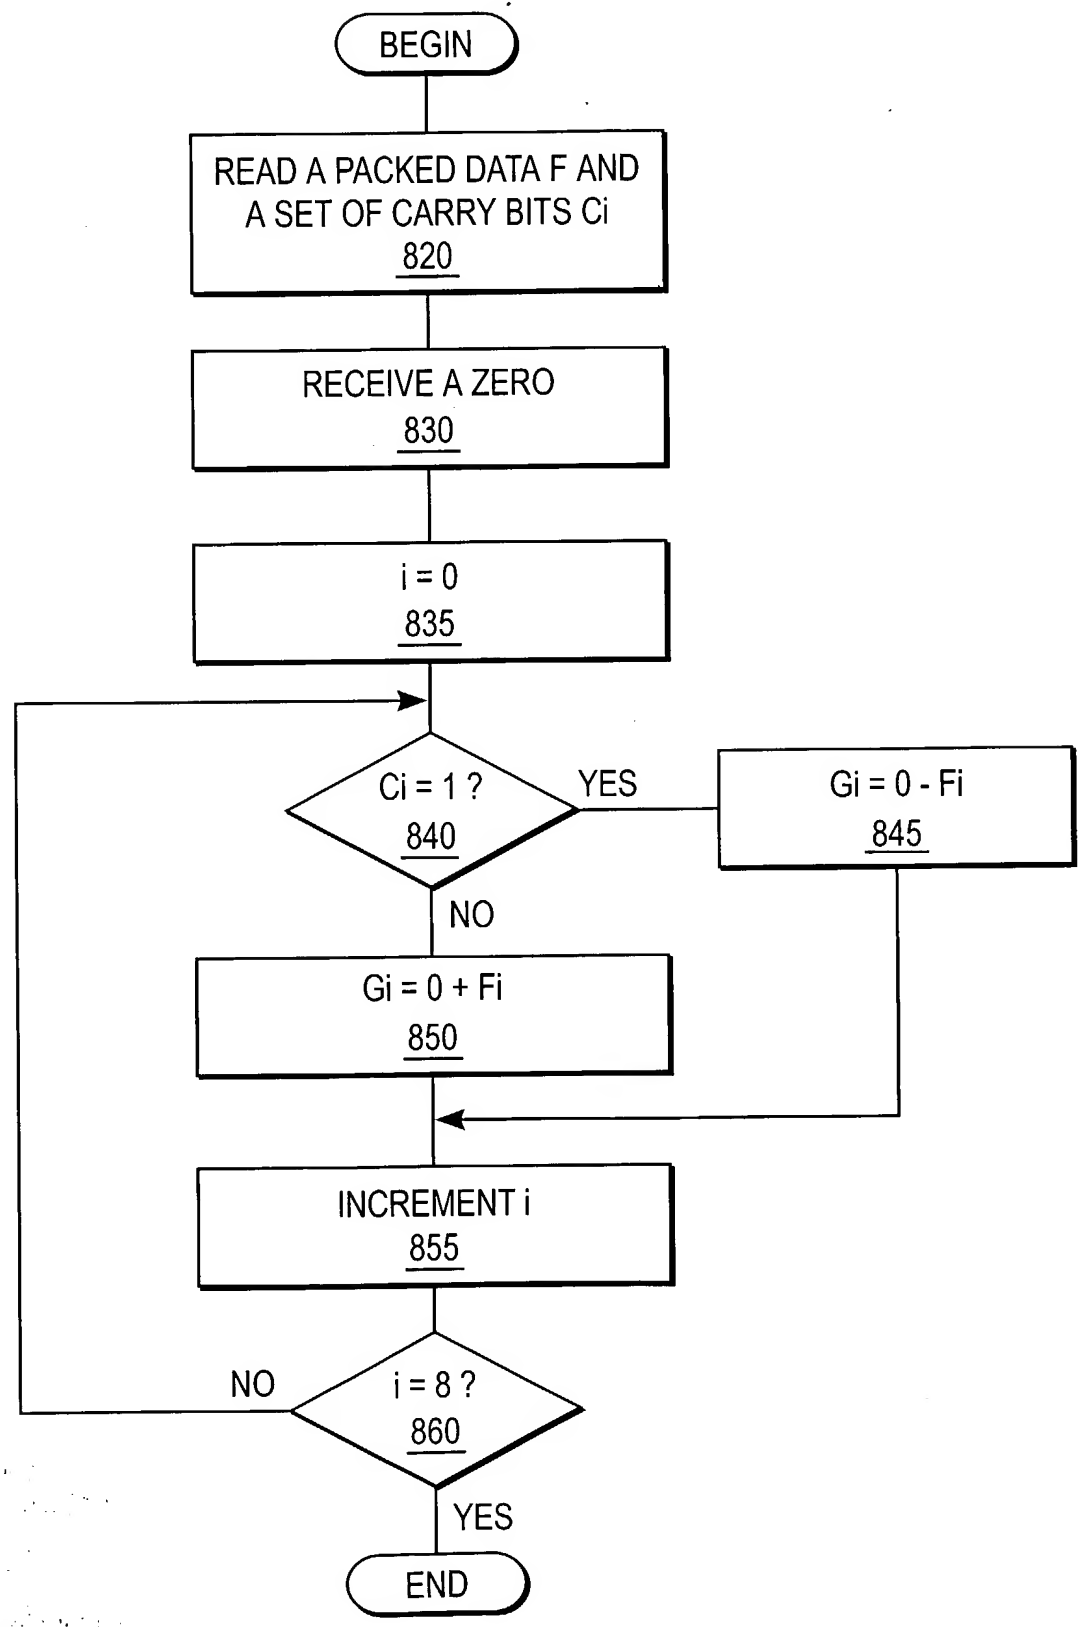 BEGIN
READ A PACKED DATA F AND
A SET OF CARRY BITS Ci
820
RECEIVE A ZERO
830
i = 0
835
Ci = 1 ?
840
YES
Gi = 0 - Fi
845
NO
Gi = 0 + Fi
850
INCREMENT i
855
i = 8 ?
860
NO
YES
END